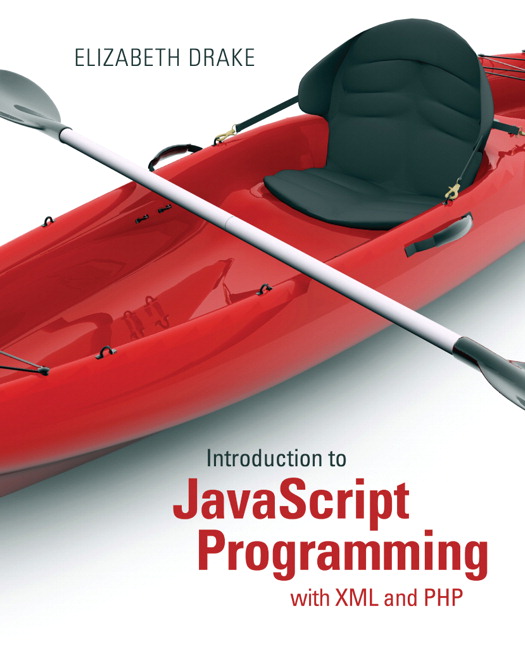 ELIZABETH DRAKE
Introduction to
JavaScript
Programming
with XML and PHP